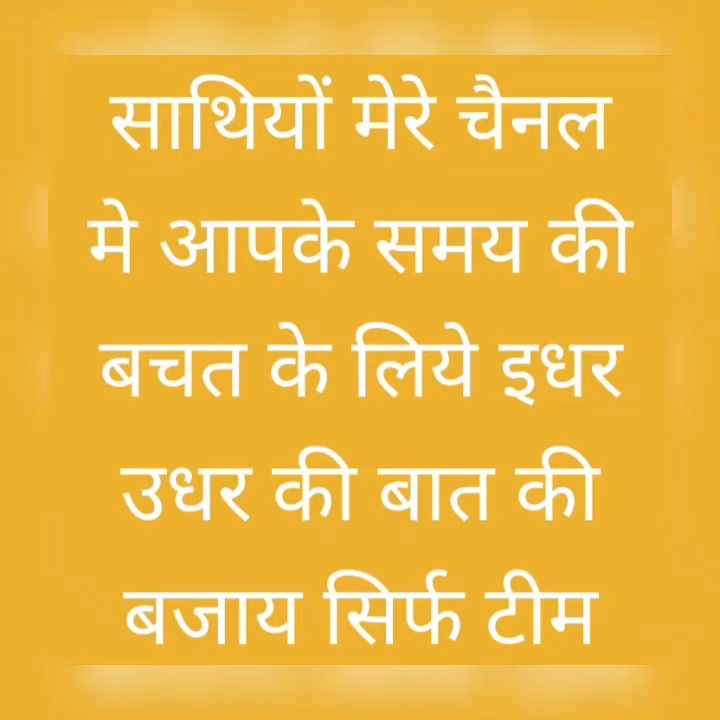 साथियों मेरे चैनल
मे आपके समय की
बचत के लिये इधर
उधर की बात की
बजाय सिर्फ टीम